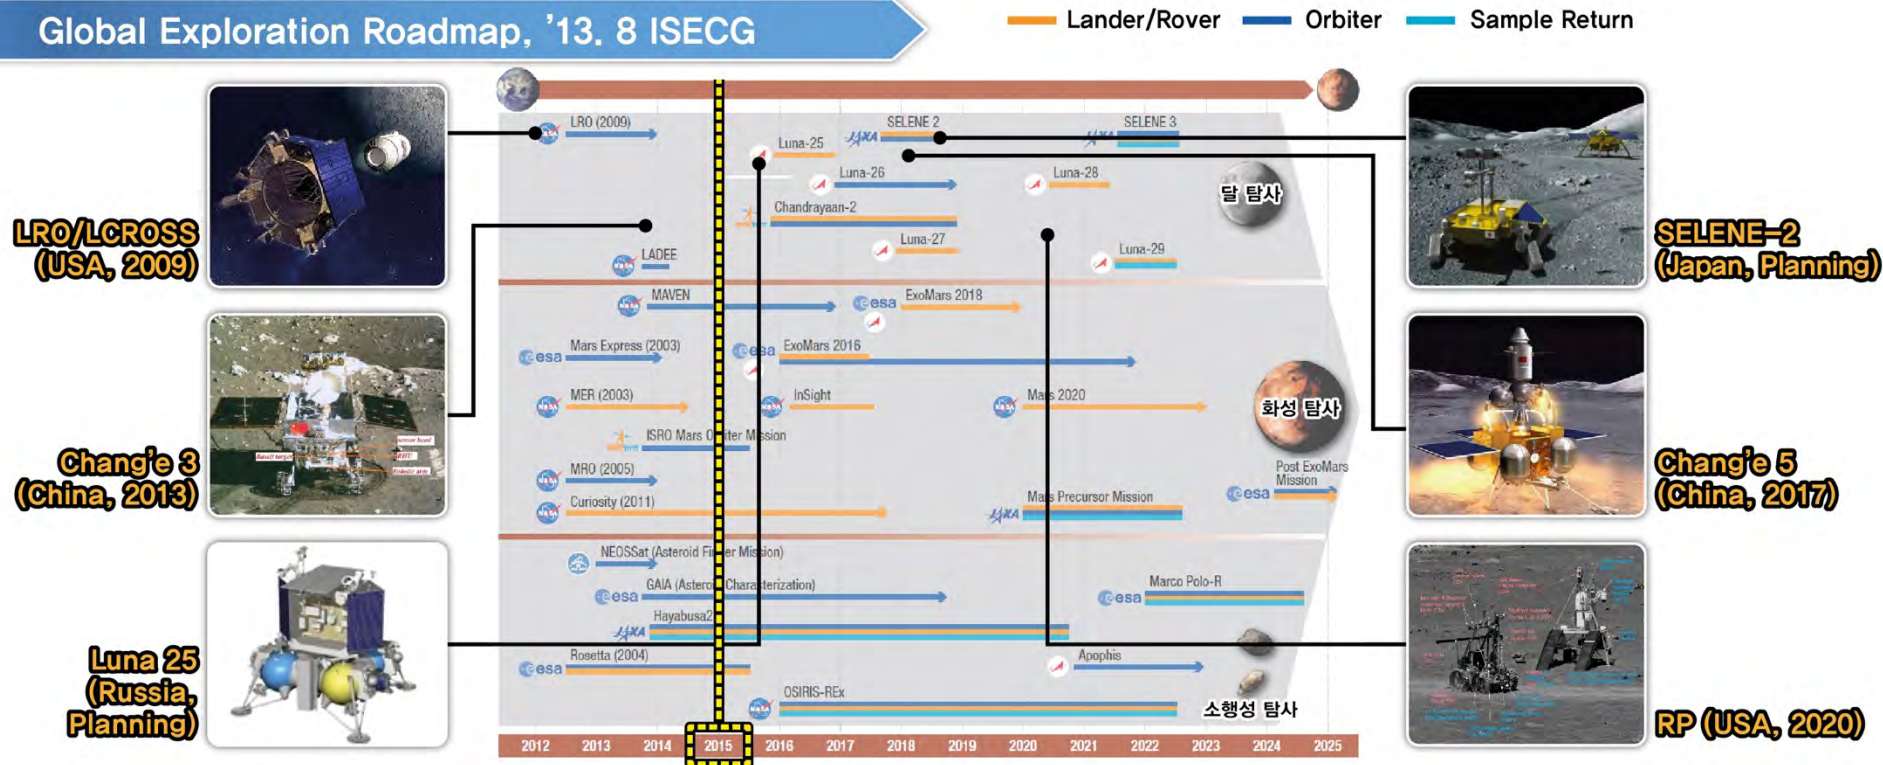 Global Exploration Roadmap, '13. 8 ISECG
Lander/Rover
Orbiter
Sample Return
LRO/LCROSS
(USA, 2009)
Chang'e 3
(China, 2013)
Luna 25
(Russia,
Planning)
LRO (2009)
SELENE 2
SELENE 3
Luna-25
Luna-26
Luna-28
Chandrayaan-2
Luna-27
Luna-29
LADEE
달 탐사
MAVEN
esa
ExoMars 2018
esa
Mars Express (2003)
esa
ExoMars 2016
MER (2003)
InSight
Mars 2020
화성 탐사
ISRO Mars Orbiter Mission
MRO (2005)
Post ExoMars
Mission
esa
Curiosity (2011)
Mars Precursor Mission
NEOSSat (Asteroid Finder Mission)
esa
GAIA (Asteroid Characterization)
esa
Marco Polo-R
Hayabusa2
esa
Rosetta (2004)
Apophis
OSIRIS-REx
소행성 탐사
2012
2013
2014
2015
2016
2017
2018
2019
2020
2021
2022
2023
2024
2025
SELENE-2
(Japan, Planning)
Chang'e 5
(China, 2017)
RP (USA, 2020)